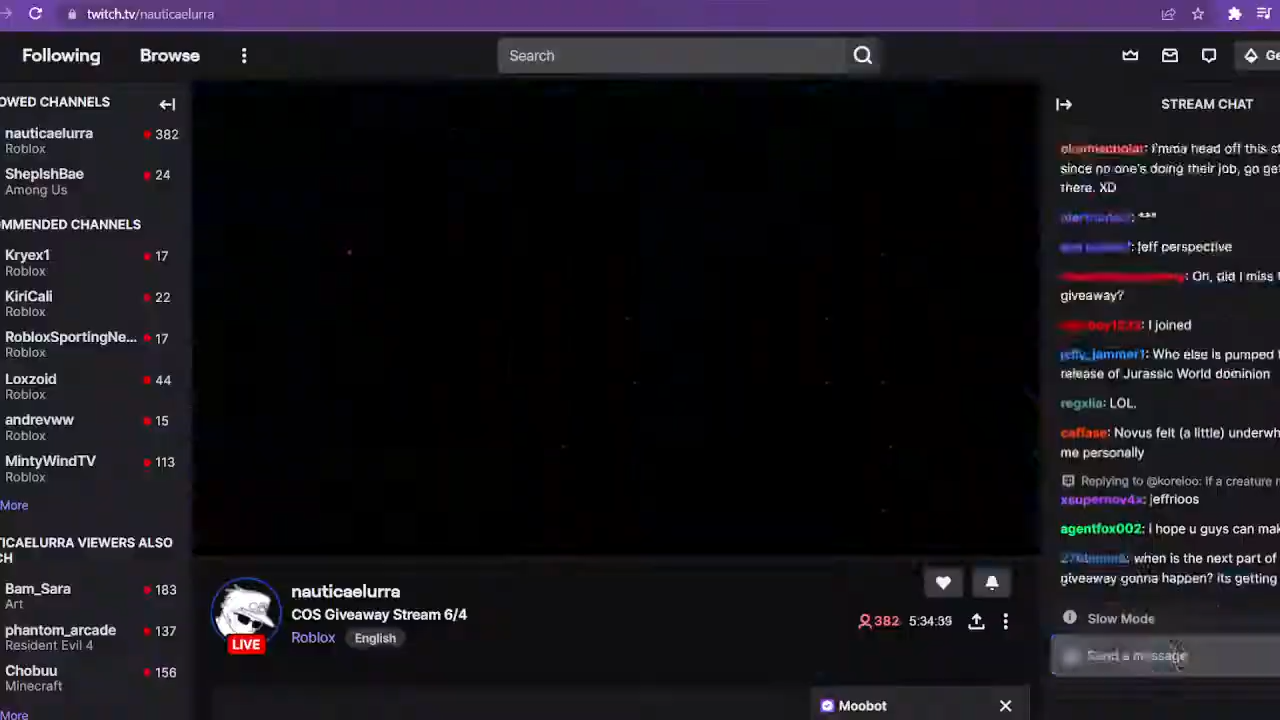 twitch.tv/nauticaelurra
Following
Browse
Search
Ge
OWED CHANNELS
nauticaelurra
382
Roblox
ShepIshBae
24
Among Us
MMENDED CHANNELS
Kryex1
17
Roblox
KiriCali
22
Roblox
RobloxSportingNe...
17
Roblox
Loxzoid
44
Roblox
andrevww
15
Roblox
MintyWindTV
113
Roblox
More
TICAELURRA VIEWERS ALSO
CH
Bam_Sara
183
Art
phantom_arcade
137
Resident Evil 4
Chobuu
156
Minecraft
More
LIVE
nauticaelurra
COS Giveaway Stream 6/4
Roblox
English
382
5:34:39
Moobot
STREAM CHAT
: I'ma head off this st
since no one's doing their job, go get
there. XD
: ***
: jeff perspective
: Oh, did I miss t
giveaway?
: I joined
jeffy_jammer1: Who else is pumped f
release of Jurassic World dominion
regxlia: LOL.
caffase: Novus felt (a little) underwh
me personally
Replying to @koreloo: If a creature r
xsupernov4x: jeffrioos
agentfox002: i hope u guys can mak
: when is the next part of
giveaway gonna happen? its getting
Slow Mode
Send a message